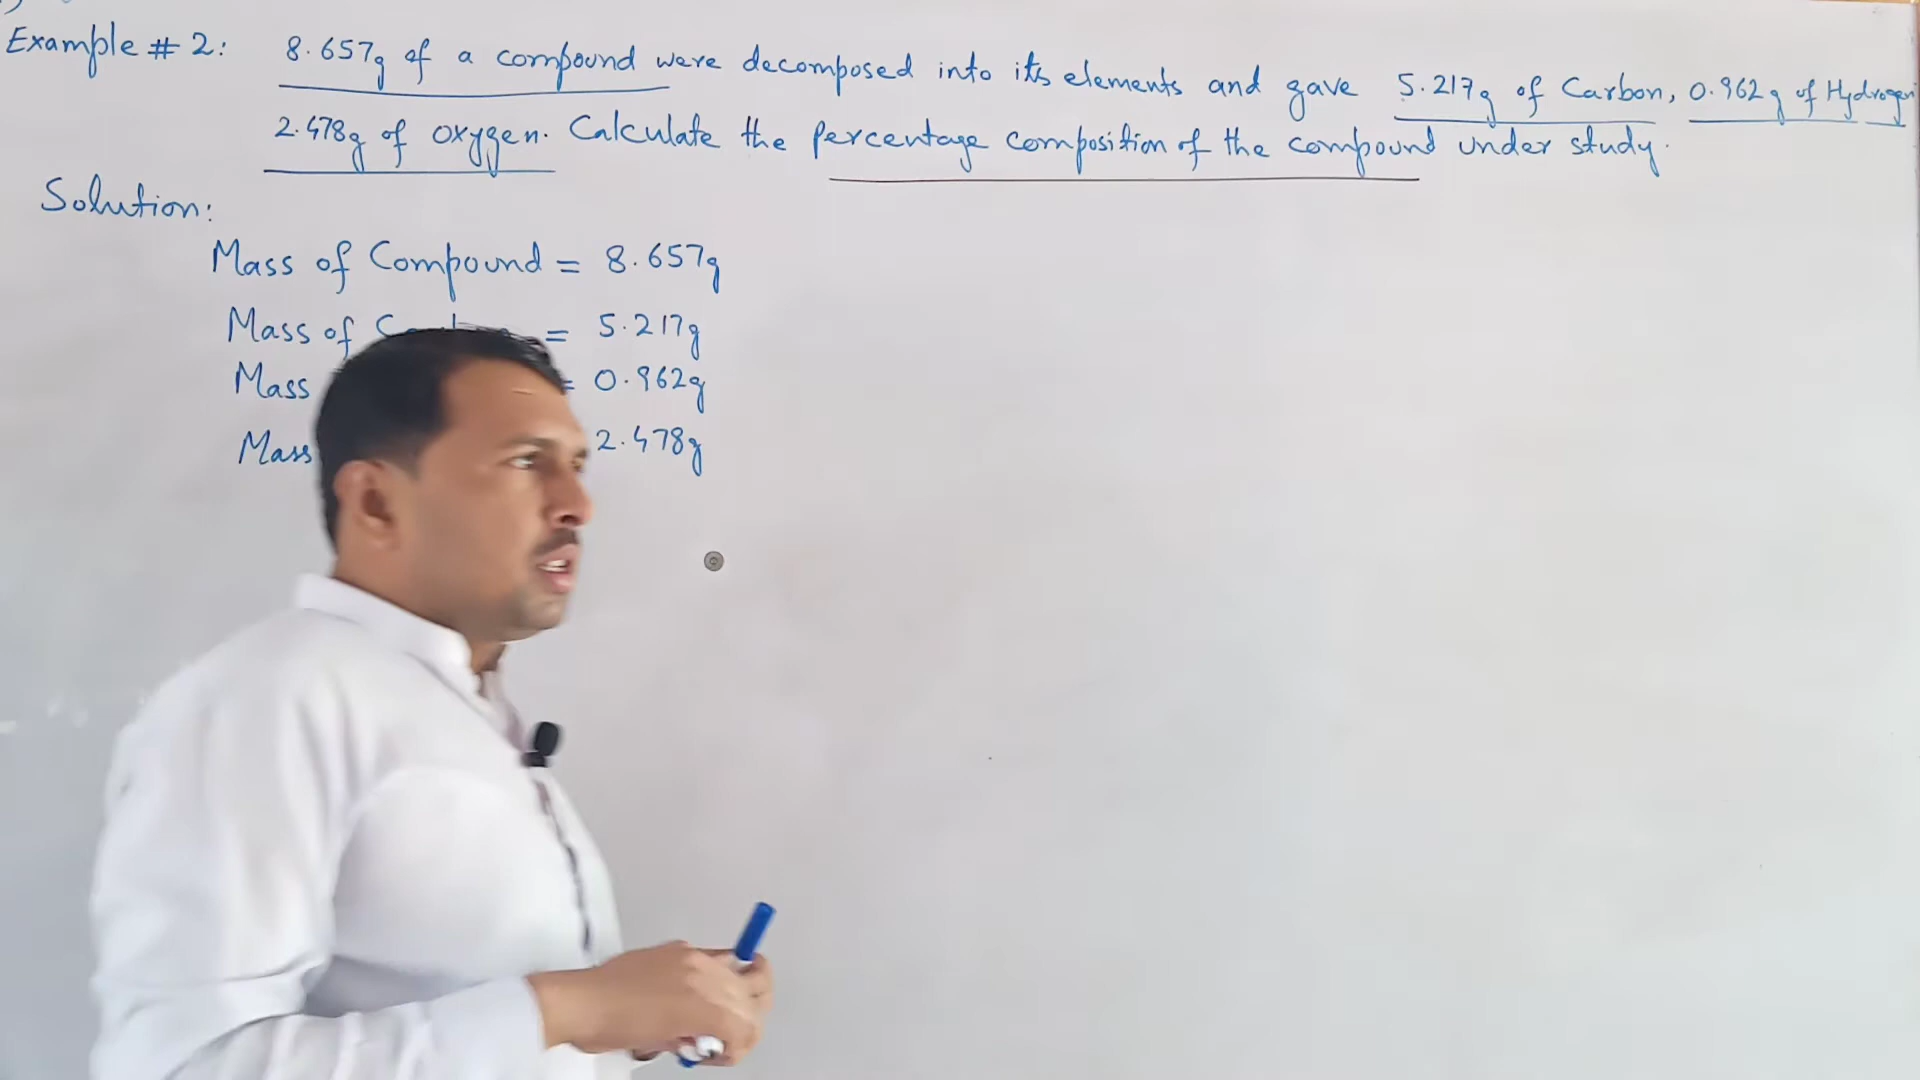 Example # 2: 8.657g of a compound were decomposed into its elements and gave 5.217g of Carbon, 0.962g of Hydrogen
2.478g of oxygen. Calculate the percentage composition of the compound under study.
Solution:
Mass of Compound = 8.657g
Mass of = 5.217g
Mass = 0.962g
Mass 2.478g